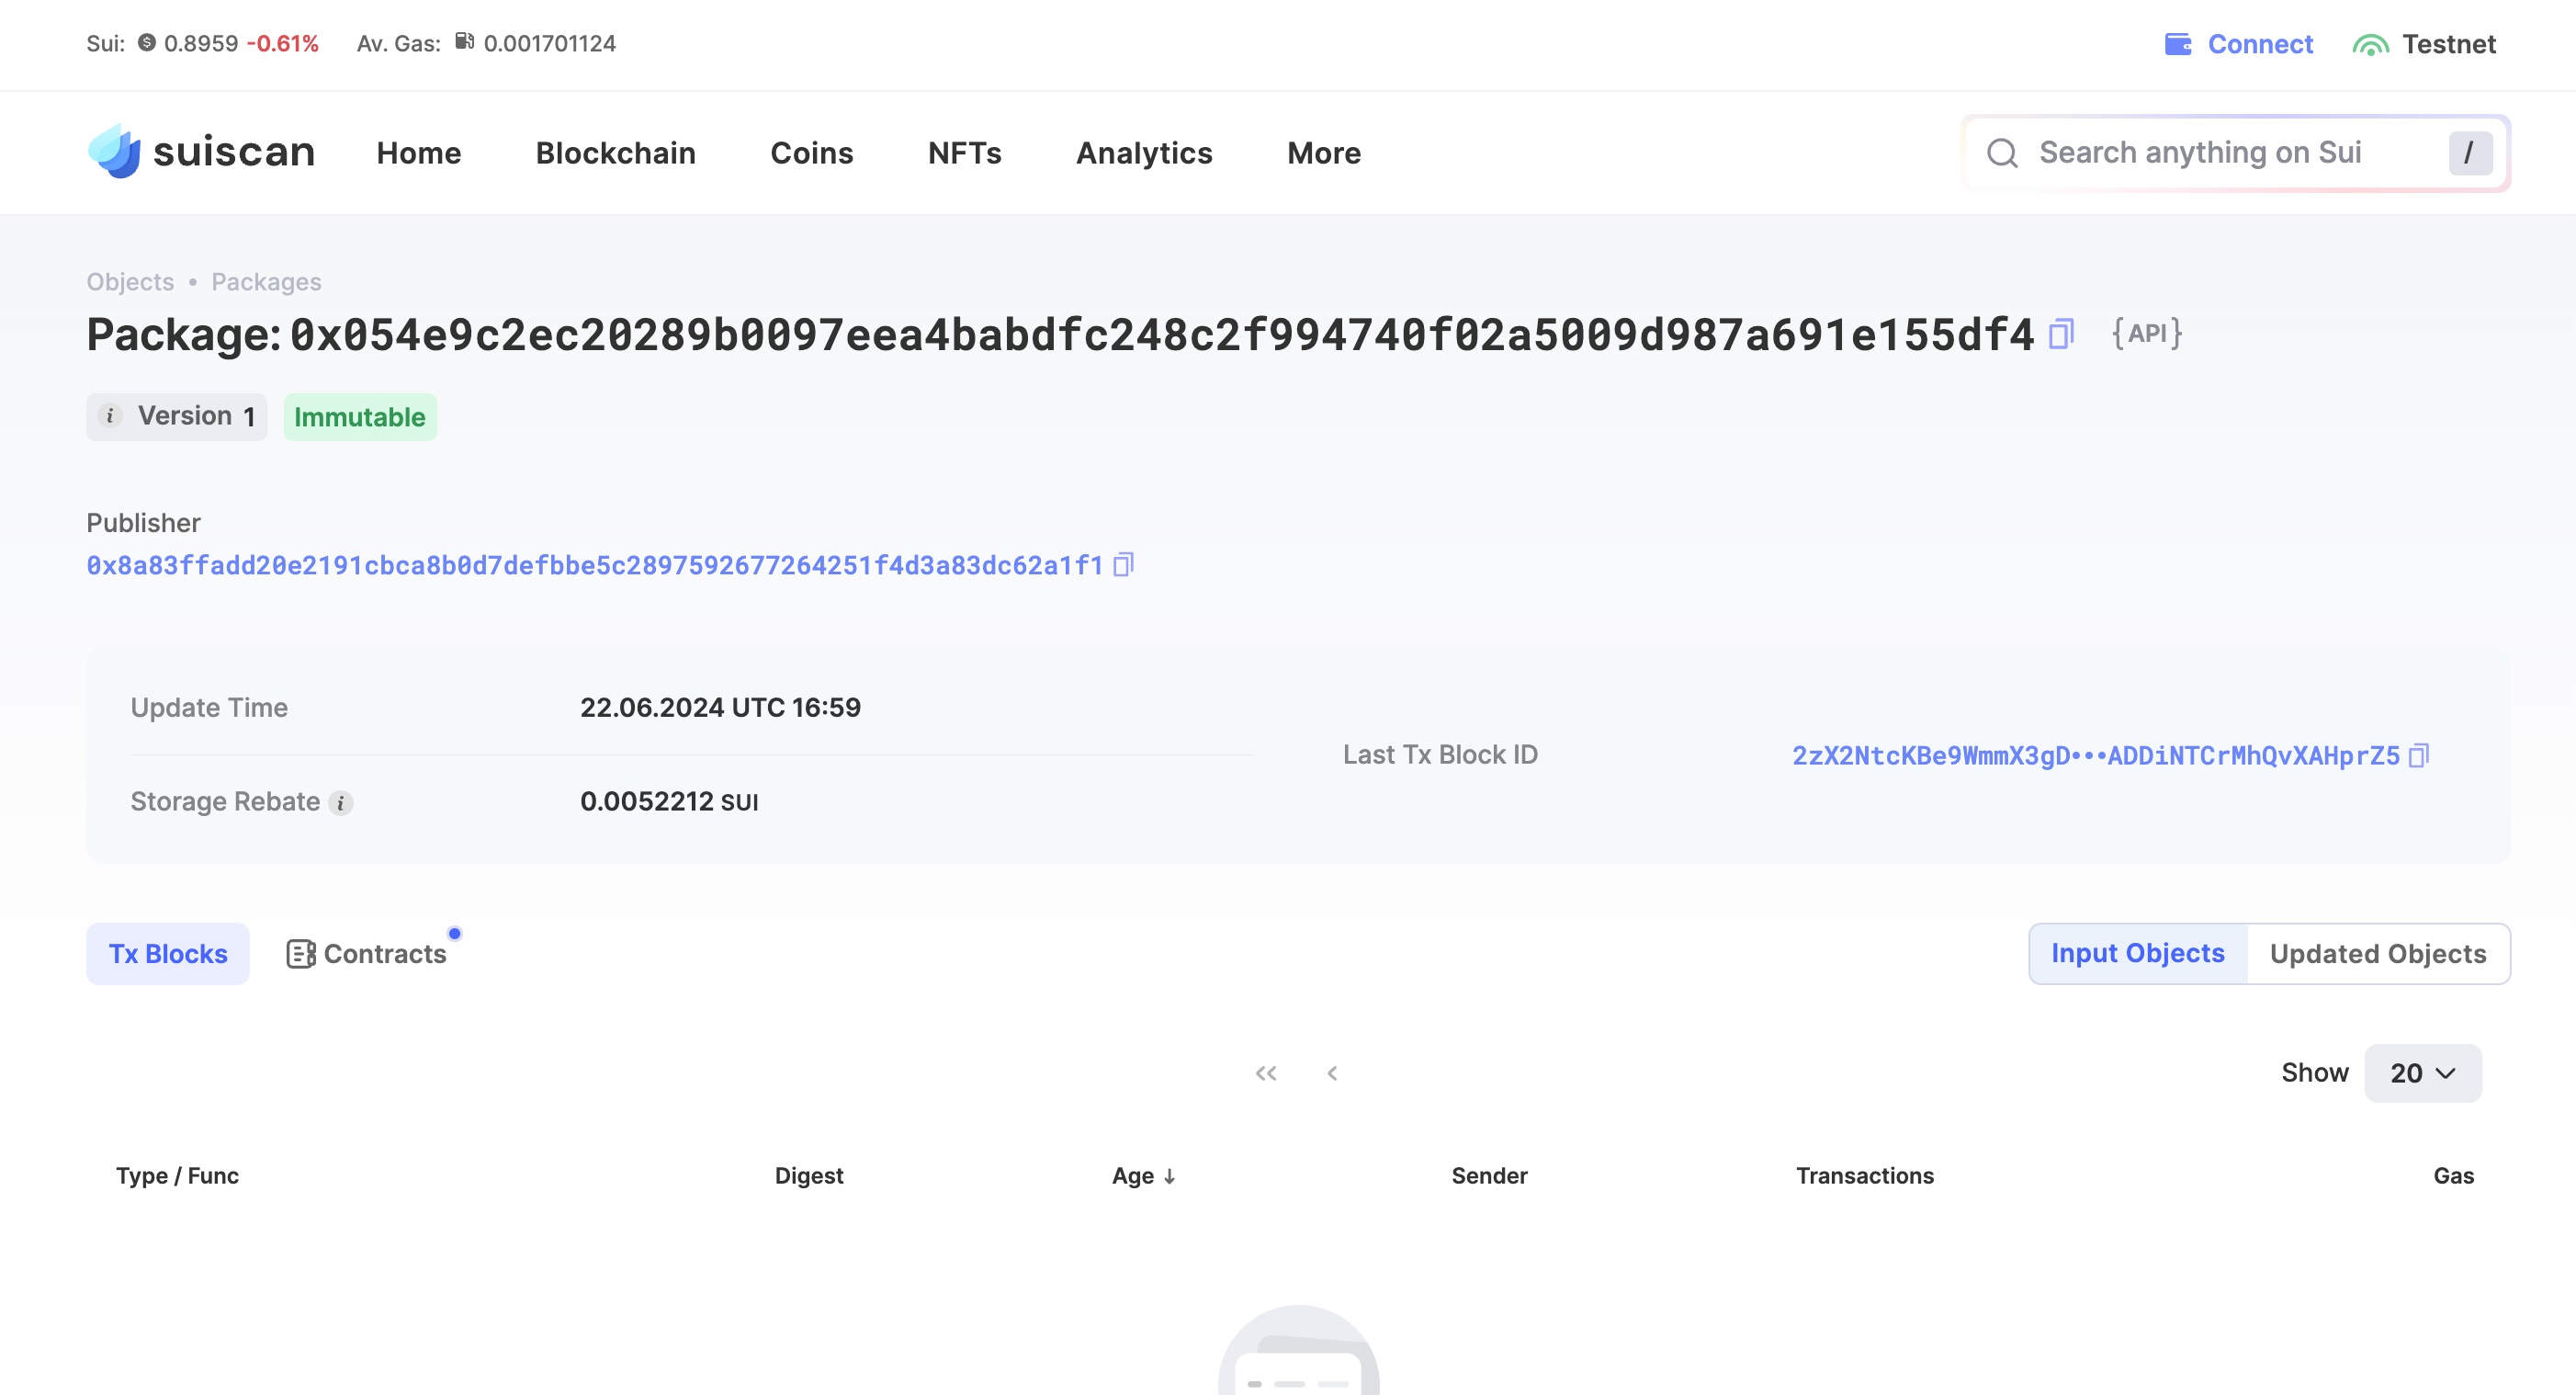 Sui: 0.8959 -0.61% Av. Gas: 0.001701124 Connect Testnet
suiscan Home Blockchain Coins NFTs Analytics More Search anything on Sui /
Objects • Packages
Package: 0x054e9c2ec20289b0097eea4babdfc248c2f994740f02a5009d987a691e155df4 {API}
i Version 1 Immutable
Publisher
0x8a83ffadd20e2191cbca8b0d7defbbe5c2897592677264251f4d3a83dc62a1f1
Update Time 22.06.2024 UTC 16:59
Last Tx Block ID 2zX2NtcKBe9WmmX3gD•••ADDiNTCrMhQvXAHprZ5
Storage Rebate i 0.0052212 SUI
Tx Blocks Contracts Input Objects Updated Objects
Show 20
Type / Func Digest Age ↓ Sender Transactions Gas